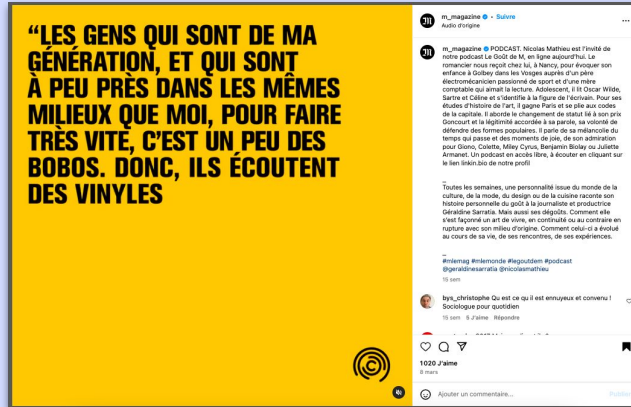 “LES GENS QUI SONT DE MA
GÉNÉRATION, ET QUI SONT
À PEU PRÈS DANS LES MÊMES
MILIEUX QUE MOI, POUR FAIRE
TRÈS VITE, C’EST UN PEU DES
BOBOS. DONC, ILS ÉCOUTENT
DES VINYLES
m_magazine • Suivre
Audio d'origine
m_magazine PODCAST. Nicolas Mathieu est l'invité de
notre podcast Le Goût de M, en ligne aujourd'hui. Le
romancier nous reçoit chez lui, à Nancy, pour évoquer son
enfance à Golbey dans les Vosges auprès d'un père
électromécanicien passionné de sport et d'une mère
comptable qui aimait la lecture. Adolescent, il lit Oscar Wilde,
Sartre et Céline et s'identifie à la figure de l'écrivain. Pour ses
études d'histoire de l'art, il gagne Paris et se plie aux codes
de la capitale. Il aborde le changement de statut lié à son prix
Goncourt et la légitimité accordée à sa parole, sa volonté de
défendre des formes populaires. Il parle de sa mélancolie du
temps qui passe et des moments de joie, de son admiration
pour Giono, Colette, Miley Cyrus, Benjamin Biolay ou Juliette
Armanet. Un podcast en accès libre, à écouter en cliquant sur
le lien linkin.bio de notre profil
_
Toutes les semaines, une personnalité issue du monde de la
culture, de la mode, du design ou de la cuisine raconte son
histoire personnelle du goût à la journaliste et productrice
Géraldine Sarratia. Mais aussi ses dégoûts. Comment elle
s'est façonné un art de vivre, en continuité ou au contraire en
rupture avec son milieu d'origine. Comment celui-ci a évolué
au cours de sa vie, de ses rencontres, de ses expériences.
_
#mlemag #mlemonde #legoutdem #podcast
@geraldinesarratia @nicolasmathieu
15 sem
bys_christophe Qu est ce qu il est ennuyeux et convenu !
Sociologue pour quotidien
15 sem 5 J'aime Répondre
1020 J'aime
8 mars
Ajouter un commentaire...
Publier